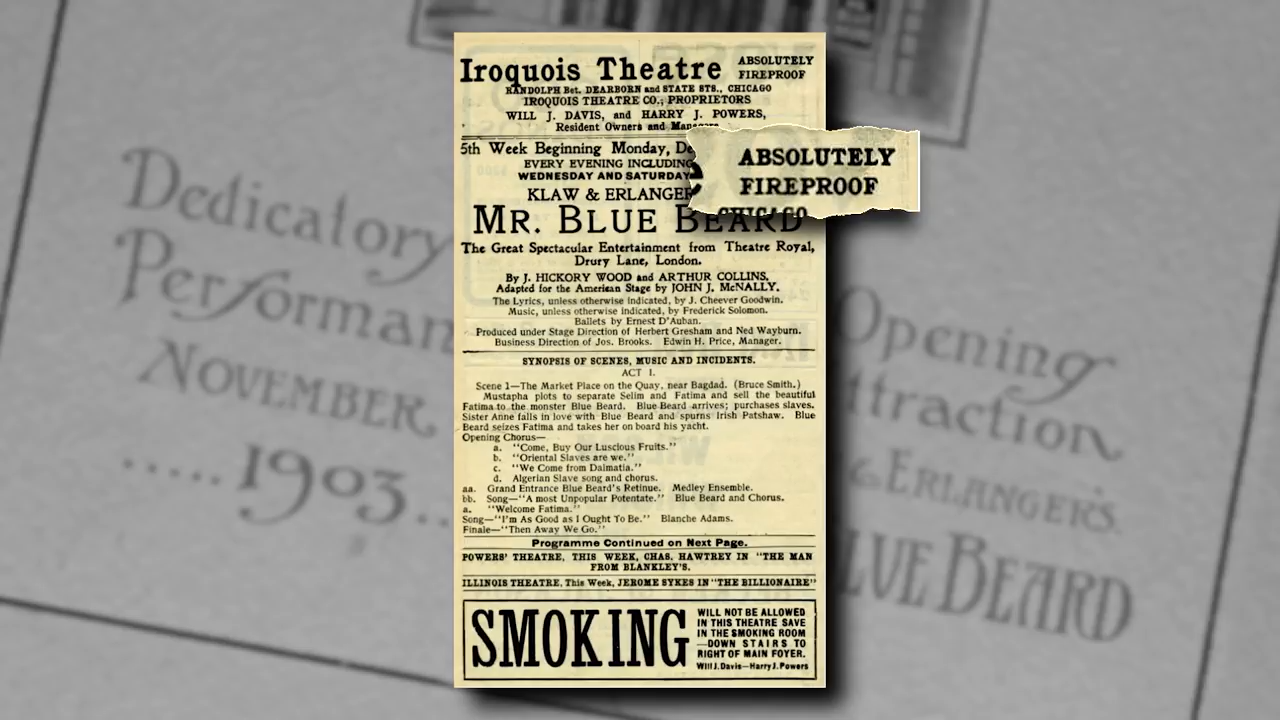 Iroquois Theatre ABSOLUTELY FIREPROOF
RANDOLPH Bet. DEARBORN and STATE STS., CHICAGO
IROQUOIS THEATRE CO., PROPRIETORS
WILL J. DAVIS, and HARRY J. POWERS,
Resident Owners and Managers
5th Week Beginning Monday, De
EVERY EVENING INCLUDING
WEDNESDAY AND SATURDAY
KLAW & ERLANGER
MR. BLUE BEARD
The Great Spectacular Entertainment from Theatre Royal,
Drury Lane, London.
By J. HICKORY WOOD and ARTHUR COLLINS.
Adapted for the American Stage by JOHN J. McNALLY.
The Lyrics, unless otherwise indicated, by J. Cheever Goodwin.
Music, unless otherwise indicated, by Frederick Solomon.
Ballets by Ernest D'Auban.
Produced under Stage Direction of Herbert Gresham and Ned Wayburn.
Business Direction of Jos. Brooks. Edwin H. Price, Manager.
SYNOPSIS OF SCENES, MUSIC AND INCIDENTS.
ACT I.
Scene 1—The Market Place on the Quay, near Bagdad. (Bruce Smith.)
Mustapha plots to separate Selim and Fatima and sell the beautiful
Fatima to the monster Blue Beard. Blue Beard arrives; purchases slaves.
Sister Anne falls in love with Blue Beard and spurns Irish Patshaw. Blue
Beard seizes Fatima and takes her on board his yacht.
Opening Chorus—
a. "Come, Buy Our Luscious Fruits."
b. "Oriental Slaves are we."
c. "We Come from Dalmatia."
d. Algerian Slave song and chorus.
aa. Grand Entrance Blue Beard's Retinue. Medley Ensemble.
bb. Song—"A most Unpopular Potentate." Blue Beard and Chorus.
a. "Welcome Fatima."
Song—"I'm As Good as I Ought To Be." Blanche Adams.
Finale—"Then Away We Go."
Programme Continued on Next Page.
POWERS' THEATRE, THIS WEEK, CHAS. HAWTREY IN "THE MAN
FROM BLANKLEY'S.
ILLINOIS THEATRE, This Week, JEROME SYKES IN "THE BILLIONAIRE"
SMOKING
WILL NOT BE ALLOWED
IN THIS THEATRE SAVE
IN THE SMOKING ROOM
—DOWN STAIRS TO
RIGHT OF MAIN FOYER.
Will J. Davis—Harry J. Powers
ABSOLUTELY
FIREPROOF
CHICAGO
Dedicatory
Performan
NOVEMBER
.....1903..
Opening
ttraction
& ERLANGER'S
LUE BEARD